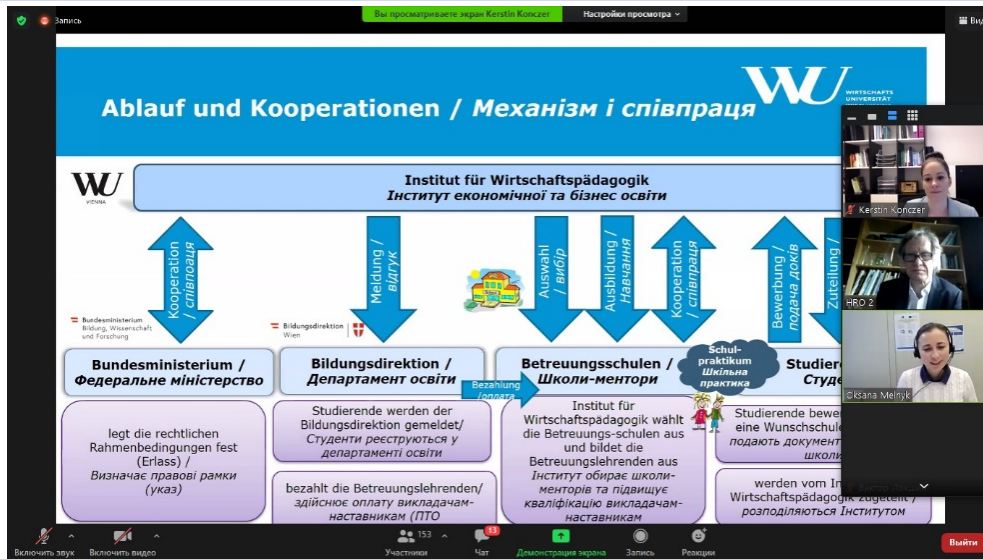 Запись
Вы просматриваете экран Kerstin Konczer
Настройки просмотра
Ви
Ablauf und Kooperationen / Механізм і співпраця
WU
WIRTSCHAFTS
UNIVERSITÄT
WU
VIENNA
Institut für Wirtschaftspädagogik
Інститут економічної та бізнес освіти
Kooperation
/ співпоаця
Meldung /
відгук
Auswahl
/ вибір
Ausbildung /
Навчання
Kooperation
/ співпраця
Bewerbung /
подача доків
Zuteilung /
Kerstin Konczer
HRO 2
Oksana Melnyk
Bundesministerium
Bildung, Wissenschaft
und Forschung
Bildungsdirektion
Wien
Bundesministerium /
Федеральне міністерство
Bildungsdirektion /
Департамент освіти
Bezahlung
/оплата
Betreuungsschulen /
Школи-ментори
Schul-
praktikum
Шкільна
практика
Studier
Студе
legt die rechtlichen
Rahmenbedingungen fest
(Erlass) /
Визначає правові рамки
(указ)
Studierende werden der
Bildungsdirektion gemeldet/
Студенти реєструються у
департаменті освіти
bezahlt die Betreuungslehrenden/
здійснює оплату викладачам-
наставникам (ПТО
Institut für
Wirtschaftspädagogik wählt
die Betreuungs-schulen aus
und bildet die
Betreuungslehrenden aus
Інститут обирає школи-
менторів та підвищує
кваліфікацію викладачам-
наставникам
Studierende bewe
eine Wunschschule
подають документ
школи
werden vom In
Wirtschaftspädagogik zugeteilt /
розподіляються Інститутом
Включить звук
Включить видео
153
Участники
13
Чат
Демонстрация экрана
Запись
Реакции
Выйти